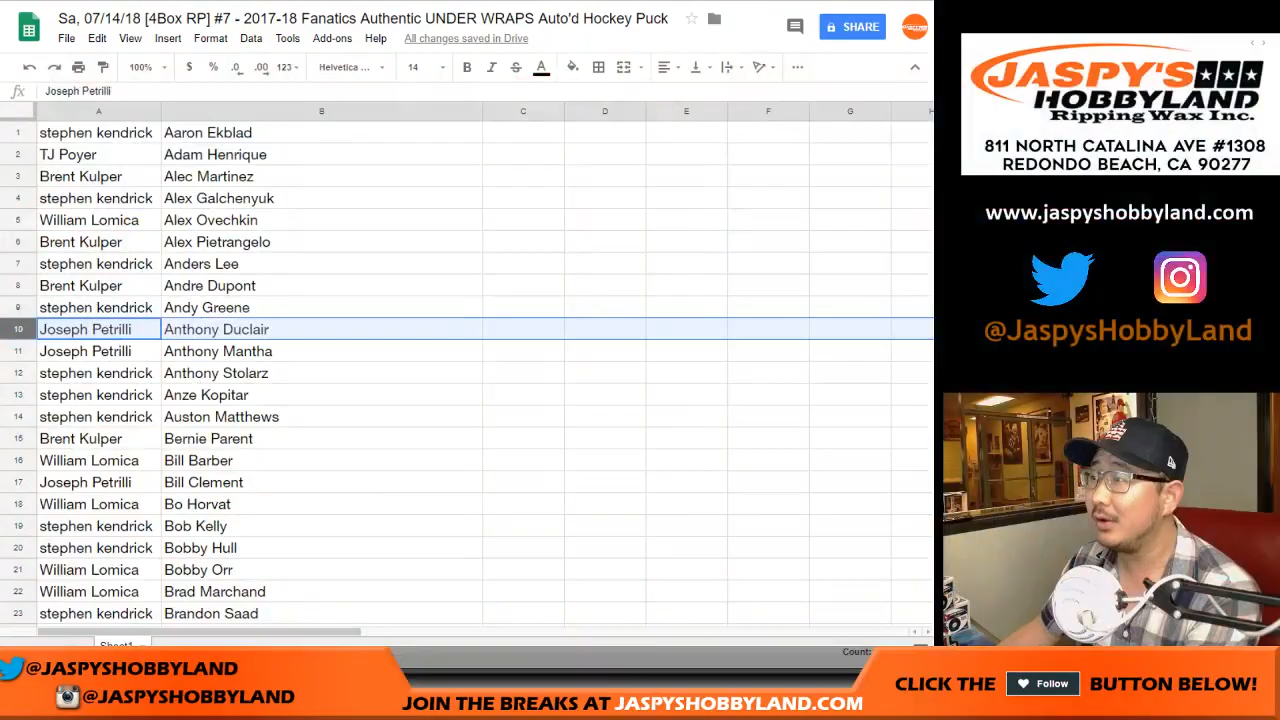 Sa, 07/14/18 [4Box RP] #7 - 2017-18 Fanatics Authentic UNDER WRAPS Auto'd Hockey Puck
SHARE
File Edit View Insert Format Data Tools Add-ons Help All changes saved in Drive
100% $ % .0 .00 123 Helvetica ... 14 B I S A
fx Joseph Petrilli
A B C D E F G H
1 stephen kendrick Aaron Ekblad
2 TJ Poyer Adam Henrique
3 Brent Kulper Alec Martinez
4 stephen kendrick Alex Galchenyuk
5 William Lomica Alex Ovechkin
6 Brent Kulper Alex Pietrangelo
7 stephen kendrick Anders Lee
8 Brent Kulper Andre Dupont
9 stephen kendrick Andy Greene
10 Joseph Petrilli Anthony Duclair
11 Joseph Petrilli Anthony Mantha
12 stephen kendrick Anthony Stolarz
13 stephen kendrick Anze Kopitar
14 stephen kendrick Auston Matthews
15 Brent Kulper Bernie Parent
16 William Lomica Bill Barber
17 Joseph Petrilli Bill Clement
18 William Lomica Bo Horvat
19 stephen kendrick Bob Kelly
20 stephen kendrick Bobby Hull
21 William Lomica Bobby Orr
22 William Lomica Brad Marchand
23 stephen kendrick Brandon Saad
Sheet1
Count:
JASPY'S
HOBBYLAND
Ripping Wax Inc.
811 NORTH CATALINA AVE #1308
REDONDO BEACH, CA 90277
www.jaspyshobbyland.com
@JaspysHobbyLand
@JASPYSHOBBYLAND
@JASPYSHOBBYLAND
JOIN THE BREAKS AT JASPYSHOBBYLAND.COM
CLICK THE Follow BUTTON BELOW!